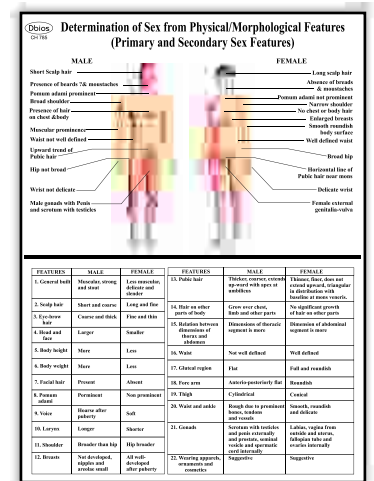 Dbios
CH 785
Determination of Sex from Physical/Morphological Features
(Primary and Secondary Sex Features)
MALE
Short Scalp hair
Presence of beards ?& moustaches
Pomum adami prominent
Broad shoulder
Presence of hair
on chest &body
Muscular prominence
Waist not well defined
Upward trend of
Pubic hair
Hip not broad
Wrist not delicate
Male gonads with Penis
and scrotum with testicles
FEMALE
Long scalp hair
Absence of breads
& moustaches
Pomum adami not prominent
Narrow shoulder
No chest or body hair
Enlarged breasts
Smooth roundish
body surface
Well defined waist
Broad hip
Horizontal line of
Pubic hair near mons
Delicate wrist
Female external
genitalia-vulva
FEATURES MALE FEMALE
1. General built Muscular, strong Less muscular,
and stout delicate and
slender
2. Scalp hair Short and coarse Long and fine
3. Eye-brow Coarse and thick Fine and thin
hair
4. Head and Larger Smaller
face
5. Body height More Less
6. Body weight More Less
7. Facial hair Present Absent
8. Pomum Perminent Non prominent
adami
9. Voice Hoarse after Soft
puberty
10. Larynx Longer Shorter
11. Shoulder Broader than hip Hip broader
12. Breasts Not developed, All well-
nipples and developed
areolae small after puberty
FEATURES MALE FEMALE
13. Pubic hair Thicker, coarser, extends Thinner, finer, does not
up-ward with apex at extend upward, triangular
umbilicus in distribution with
baseline at mons veneris.
14. Hair on other Grow over chest, No significant growth
parts of body limb and other parts of hair on other parts
15. Relation between Dimensions of thoracic Dimension of abdominal
dimensions of segment is more segment is more
thorax and
abdomen
16. Waist Not well defined Well defined
17. Gluteal region Flat Full and roundish
18. Fore arm Anterio-posteriorly flat Roundish
19. Thigh Cylindrical Conical
20. Waist and ankle Rough due to prominent Smooth, roundish
bones, tendons and delicate
and vessels
21. Gonads Scrotum with testicles Labias, vagina from
and penis externally outside and uterus,
and prostate, seminal fallopian tube and
vesicle and spermatic ovaries internally
cord internally
22. Wearing apparels, Suggestive Suggestive
ornaments and
cosmetics